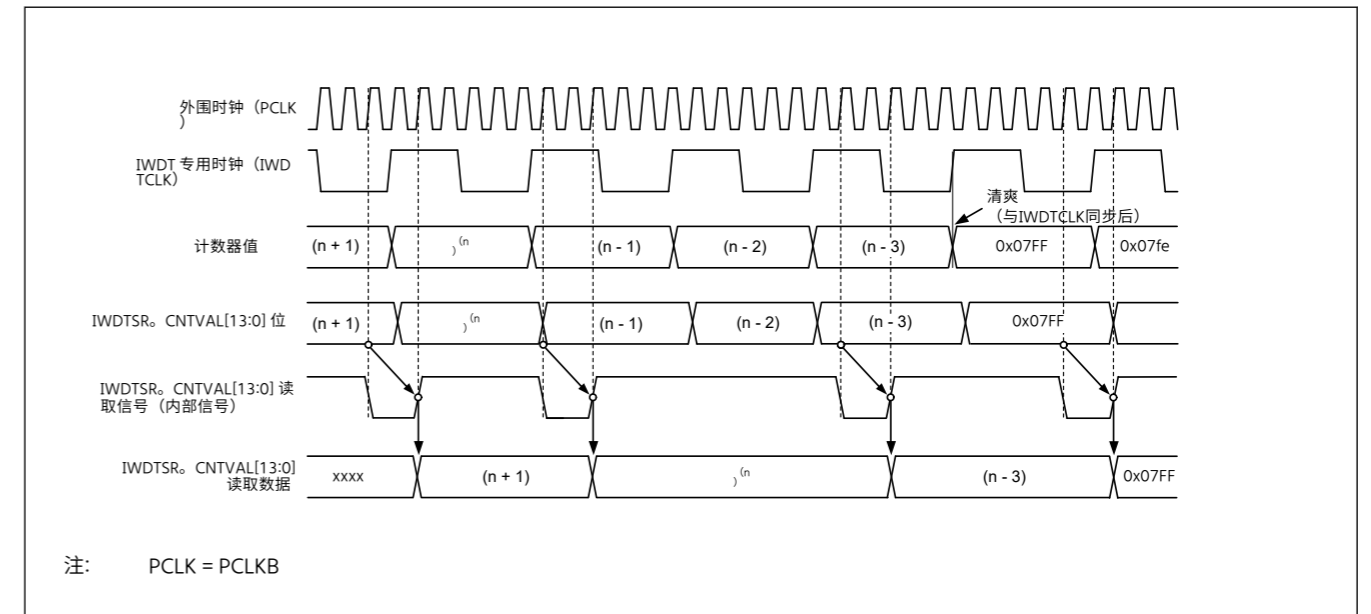 外围时钟（PCLK
）
IWDT 专用时钟（IWD
TCLK）
清爽
（与IWDTCLK同步后）
计数器值
(n + 1)
(n
)
(n - 1)
(n - 2)
(n - 3)
0x07FF
0x07fe
IWDTSR。CNTVAL[13:0] 位
(n + 1)
(n
)
(n - 1)
(n - 2)
(n - 3)
0x07FF
IWDTSR。CNTVAL[13:0] 读
取信号（内部信号）
IWDTSR。CNTVAL[13:0]
读取数据
xxxx
(n + 1)
(n
)
(n - 3)
0x07FF
注: PCLK = PCLKB